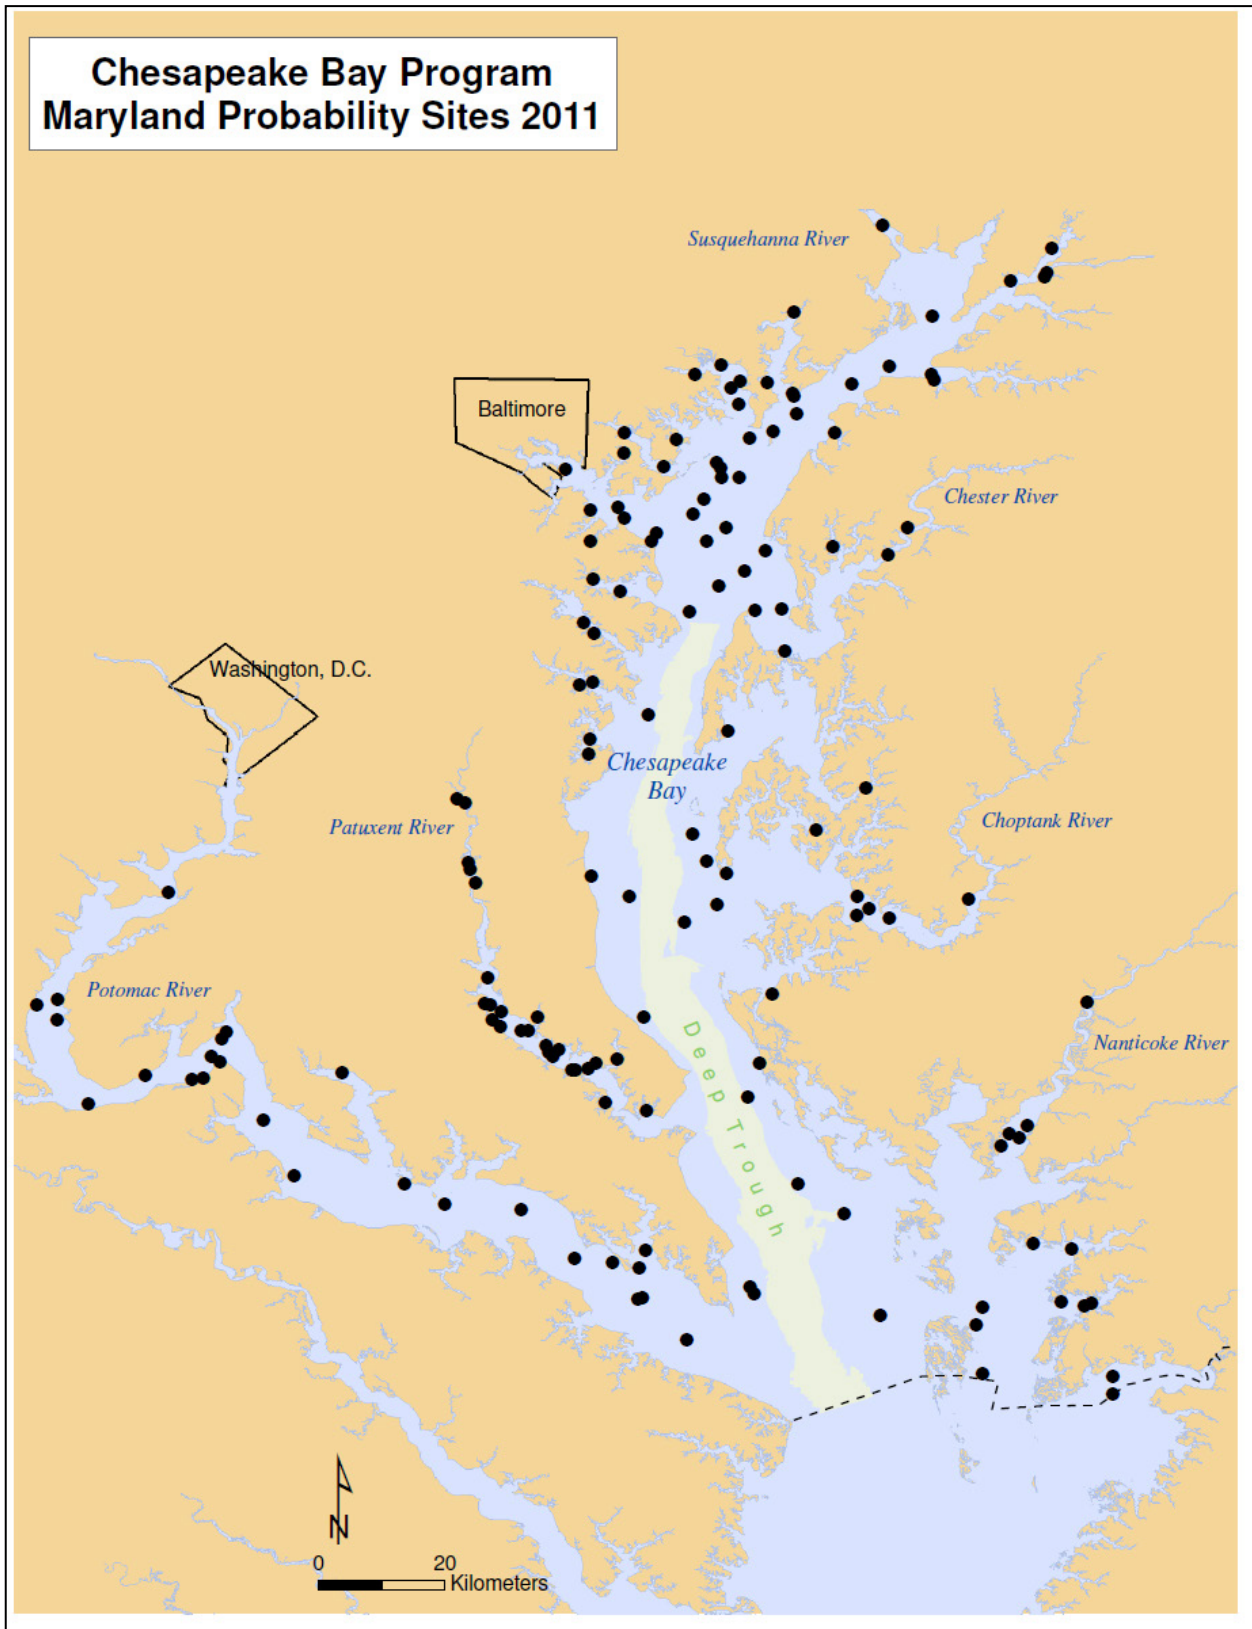 Chesapeake Bay Program
Maryland Probability Sites 2011
Susquehanna River
Baltimore
Chester River
Washington, D.C.
Chesapeake
Bay
Patuxent River
Choptank River
Potomac River
Deep Trough
Nanticoke River
N
0 20
Kilometers